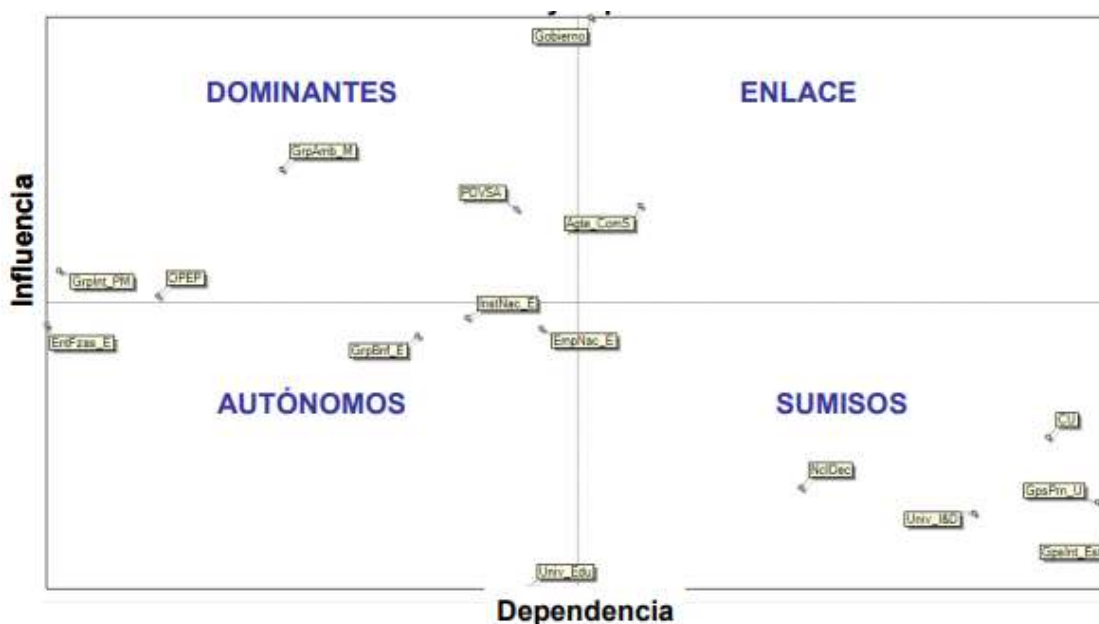 Gobierno
DOMINANTES
ENLACE
GrpAmb_M
PDVSA
Agte_ComS
Influencia
GrpInt_PM
OPEP
InstNac_E
EntFzas_E
GrpBnf_E
EmpNac_E
AUTÓNOMOS
SUMISOS
CU
NclDec
GpsPrn_U
Univ_I&D
Univ_Edu
Dependencia